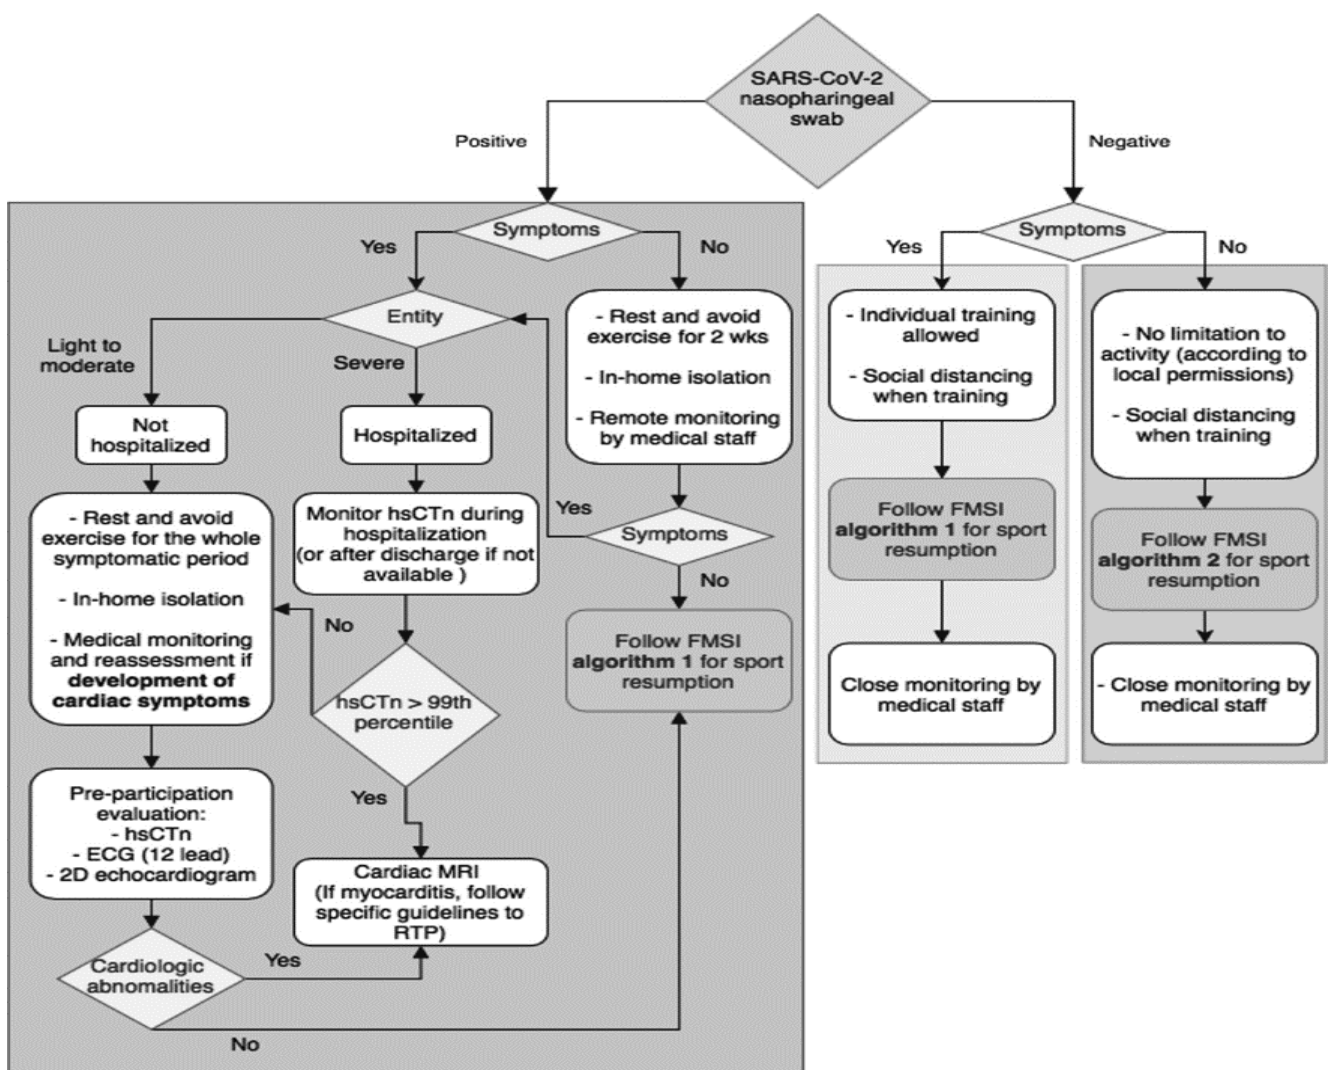 SARS-CoV-2
nasopharingeal
swab
Positive
Negative
Symptoms
Yes
No
Entity
Light to
moderate
Severe
Not
hospitalized
Hospitalized
- Rest and avoid
exercise for 2 wks
- In-home isolation
- Remote monitoring
by medical staff
- Rest and avoid
exercise for the whole
symptomatic period
- In-home isolation
- Medical monitoring
and reassessment if
development of
cardiac symptoms
Monitor hsCTn during
hospitalization
(or after discharge if not
available )
Yes
Symptoms
No
No
hsCTn > 99th
percentile
Yes
Follow FMSI
algorithm 1 for sport
resumption
Pre-participation
evaluation:
- hsCTn
- ECG (12 lead)
- 2D echocardiogram
Cardiac MRI
(If myocarditis, follow
specific guidelines to
RTP)
Cardiologic
abnomalities
Yes
No
Symptoms
Yes
No
- Individual training
allowed
- Social distancing
when training
Follow FMSI
algorithm 1 for sport
resumption
Close monitoring by
medical staff
- No limitation to
activity (according to
local permissions)
- Social distancing
when training
Follow FMSI
algorithm 2 for sport
resumption
- Close monitoring by
medical staff